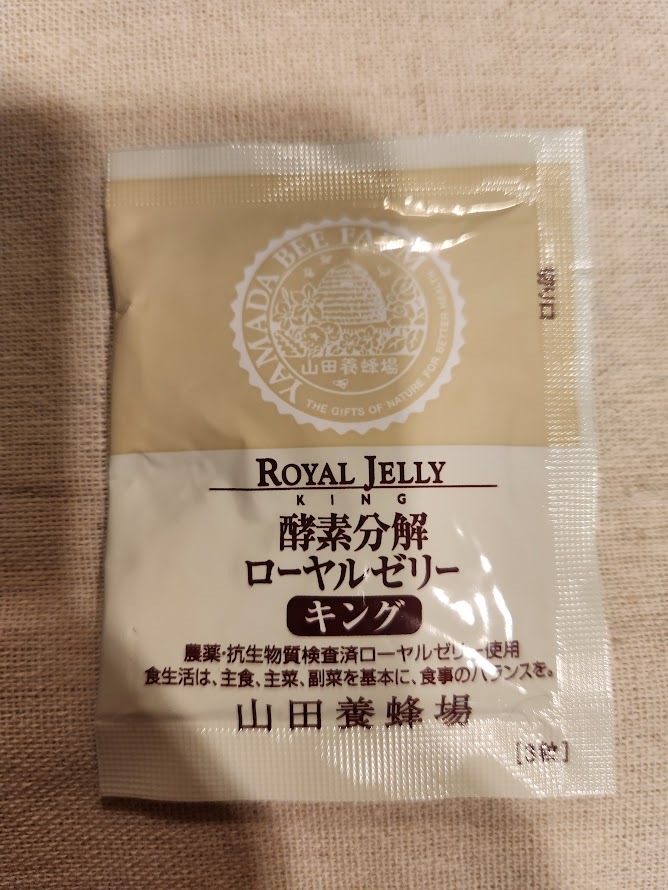 YAMADA BEE FARM
山田養蜂場
THE GIFTS OF NATURE FOR BETTER HEALTH
切り口
ROYAL JELLY
KING
酵素分解
ローヤルゼリー
キング
農薬・抗生物質検査済ローヤルゼリー使用
食生活は、主食、主菜、副菜を基本に、食事のバランスを。
山田養蜂場
[3粒]